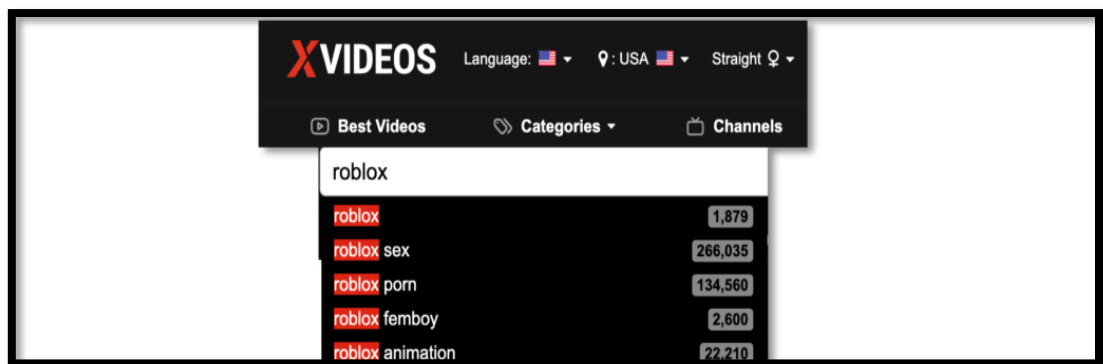 XVIDEOS Language: : USA Straight
Best Videos Categories Channels
roblox
roblox 1,879
roblox sex 266,035
roblox porn 134,560
roblox femboy 2,600
roblox animation 22,210